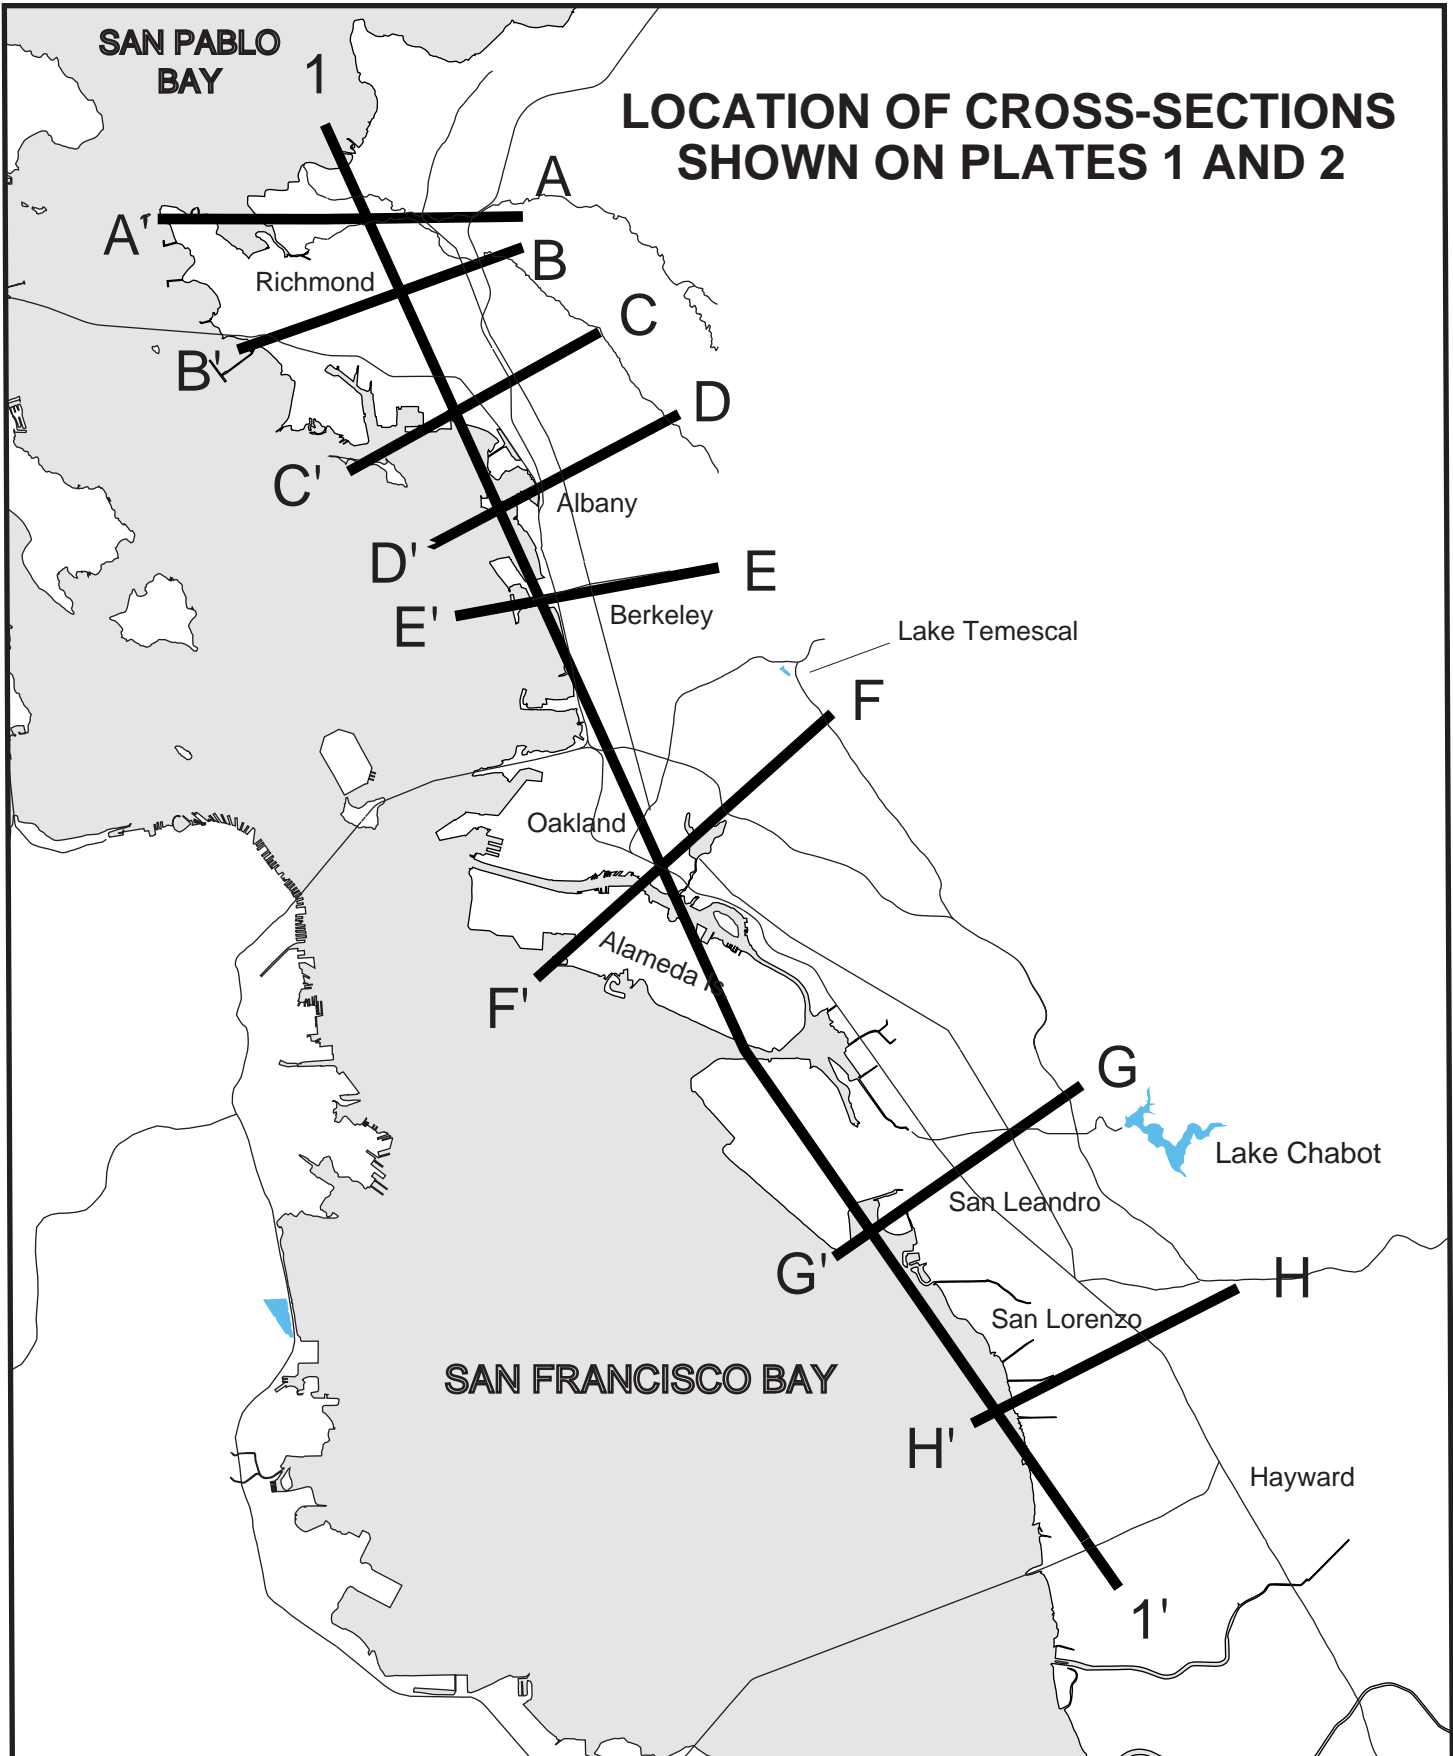 SAN PABLO
BAY
1
LOCATION OF CROSS-SECTIONS
SHOWN ON PLATES 1 AND 2
A
A'
B
Richmond
C
B'
D
C'
Albany
D'
E
E'
Berkeley
Lake Temescal
F
Oakland
Alameda Is.
F'
G
Lake Chabot
San Leandro
G'
H
San Lorenzo
SAN FRANCISCO BAY
H'
Hayward
1'